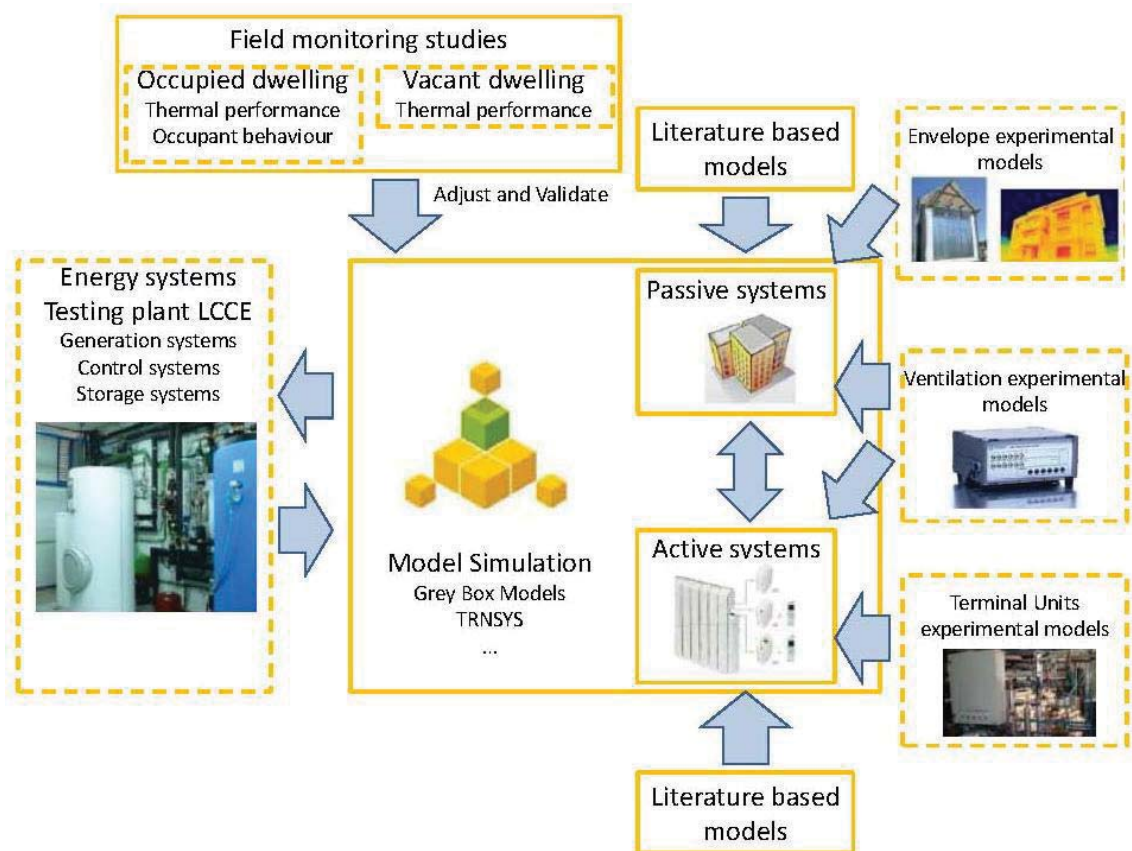 Field monitoring studies
Occupied dwelling
Thermal performance
Occupant behaviour
Vacant dwelling
Thermal performance
Literature based
models
Envelope experimental
models
Adjust and Validate
Energy systems
Testing plant LCCE
Generation systems
Control systems
Storage systems
Passive systems
Ventilation experimental
models
Model Simulation
Grey Box Models
TRNSYS
...
Active systems
Terminal Units
experimental models
Literature based
models